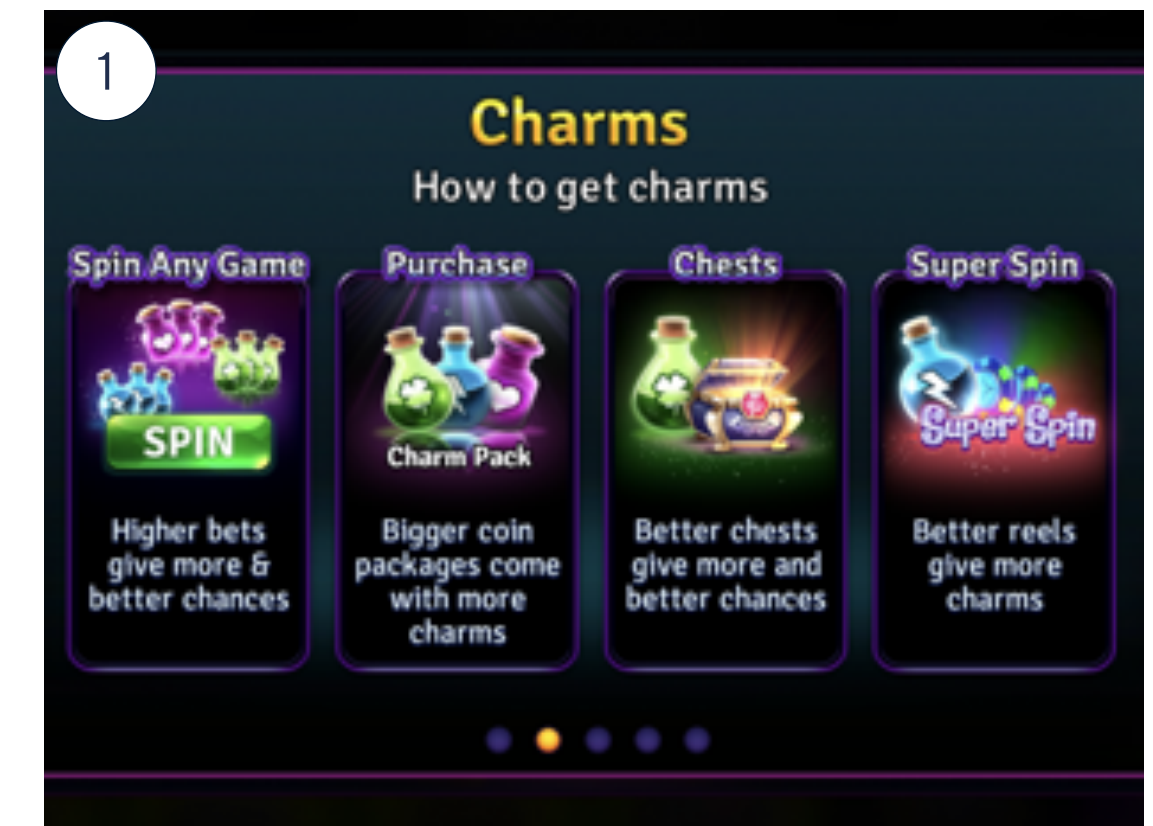 1
Charms
How to get charms
Spin Any Game
SPIN
Higher bets
give more &
better chances
Purchase
Charm Pack
Bigger coin
packages come
with more
charms
Chests
Better chests
give more and
better chances
Super Spin
Super Spin
Better reels
give more
charms